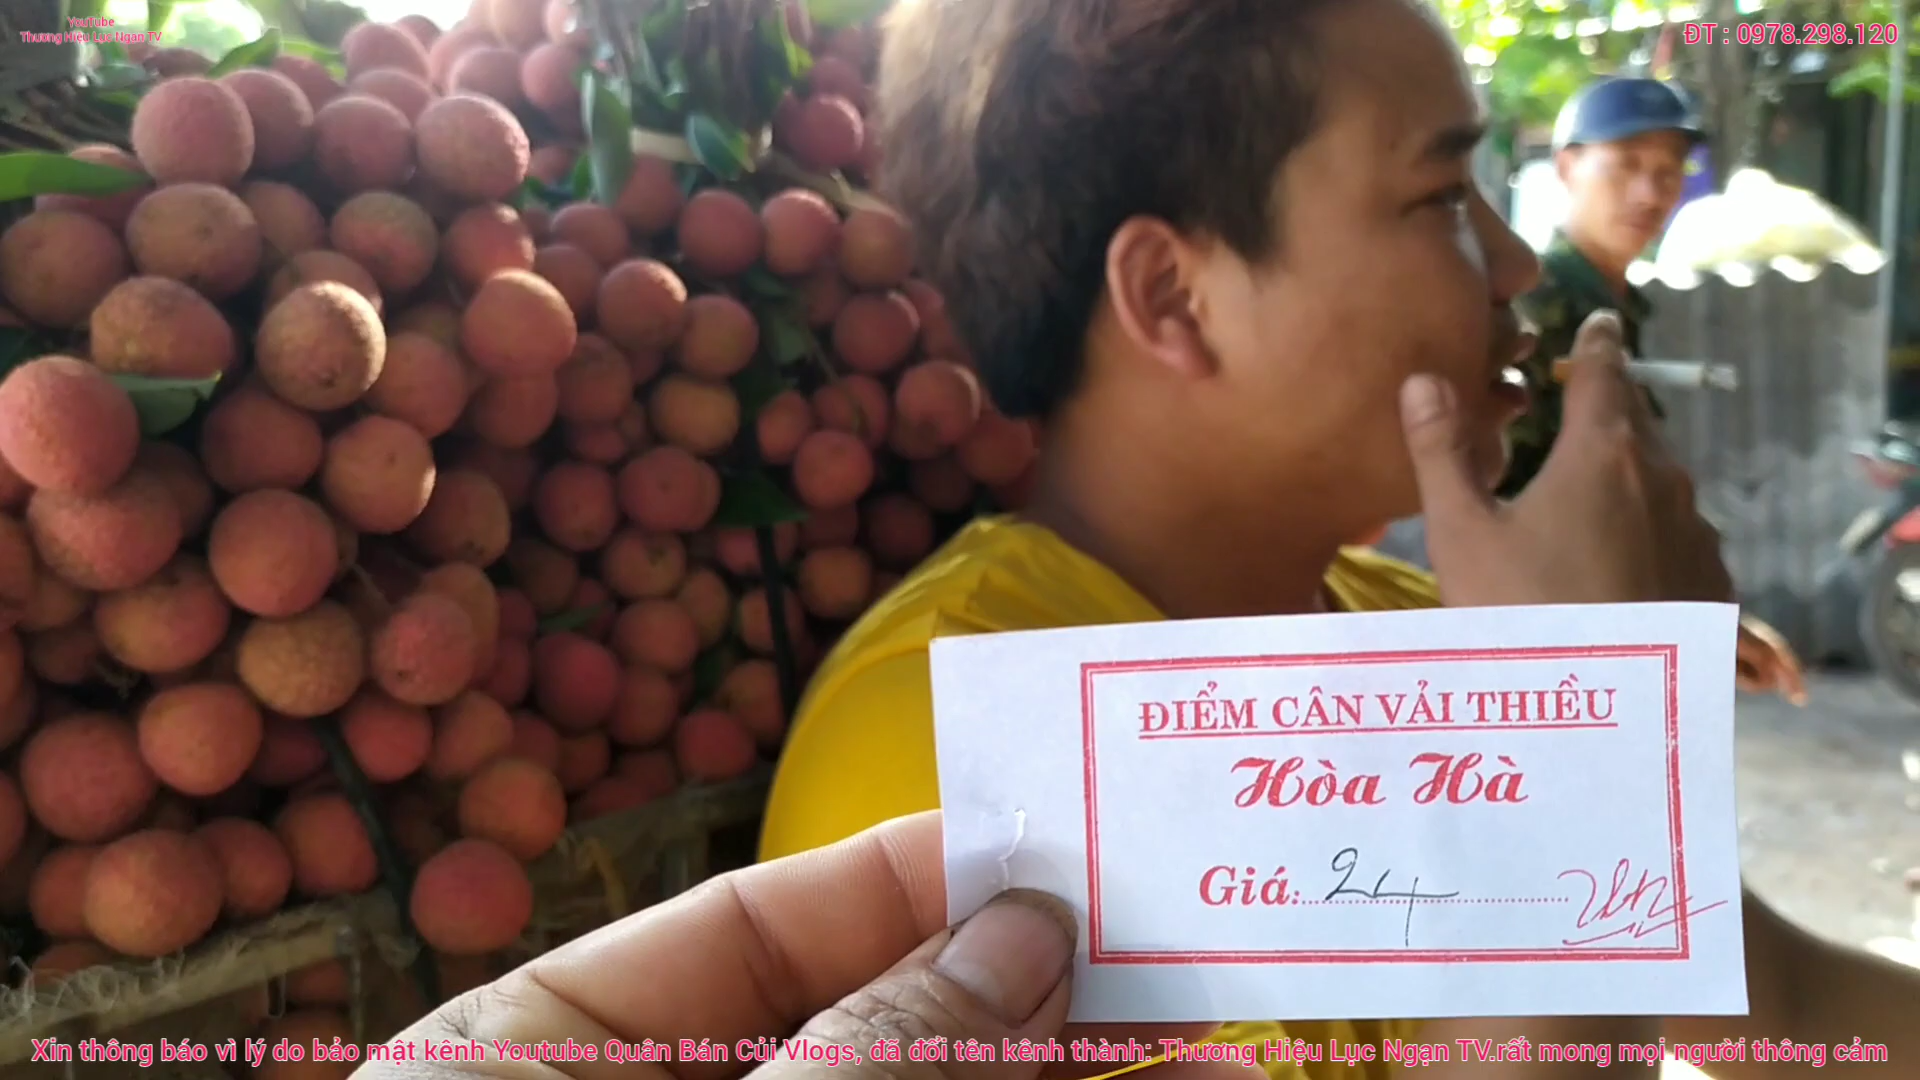 YouTube
Thương Hiệu Lục Ngạn TV
ĐT : 0978.298.120
ĐIỂM CÂN VẢI THIỀU
Hòa Hà
Giá: 24
Xin thông báo vì lý do bảo mật kênh Youtube Quân Bán Củi Vlogs, đã đổi tên kênh thành: Thương Hiệu Lục Ngạn TV.rất mong mọi người thông cảm